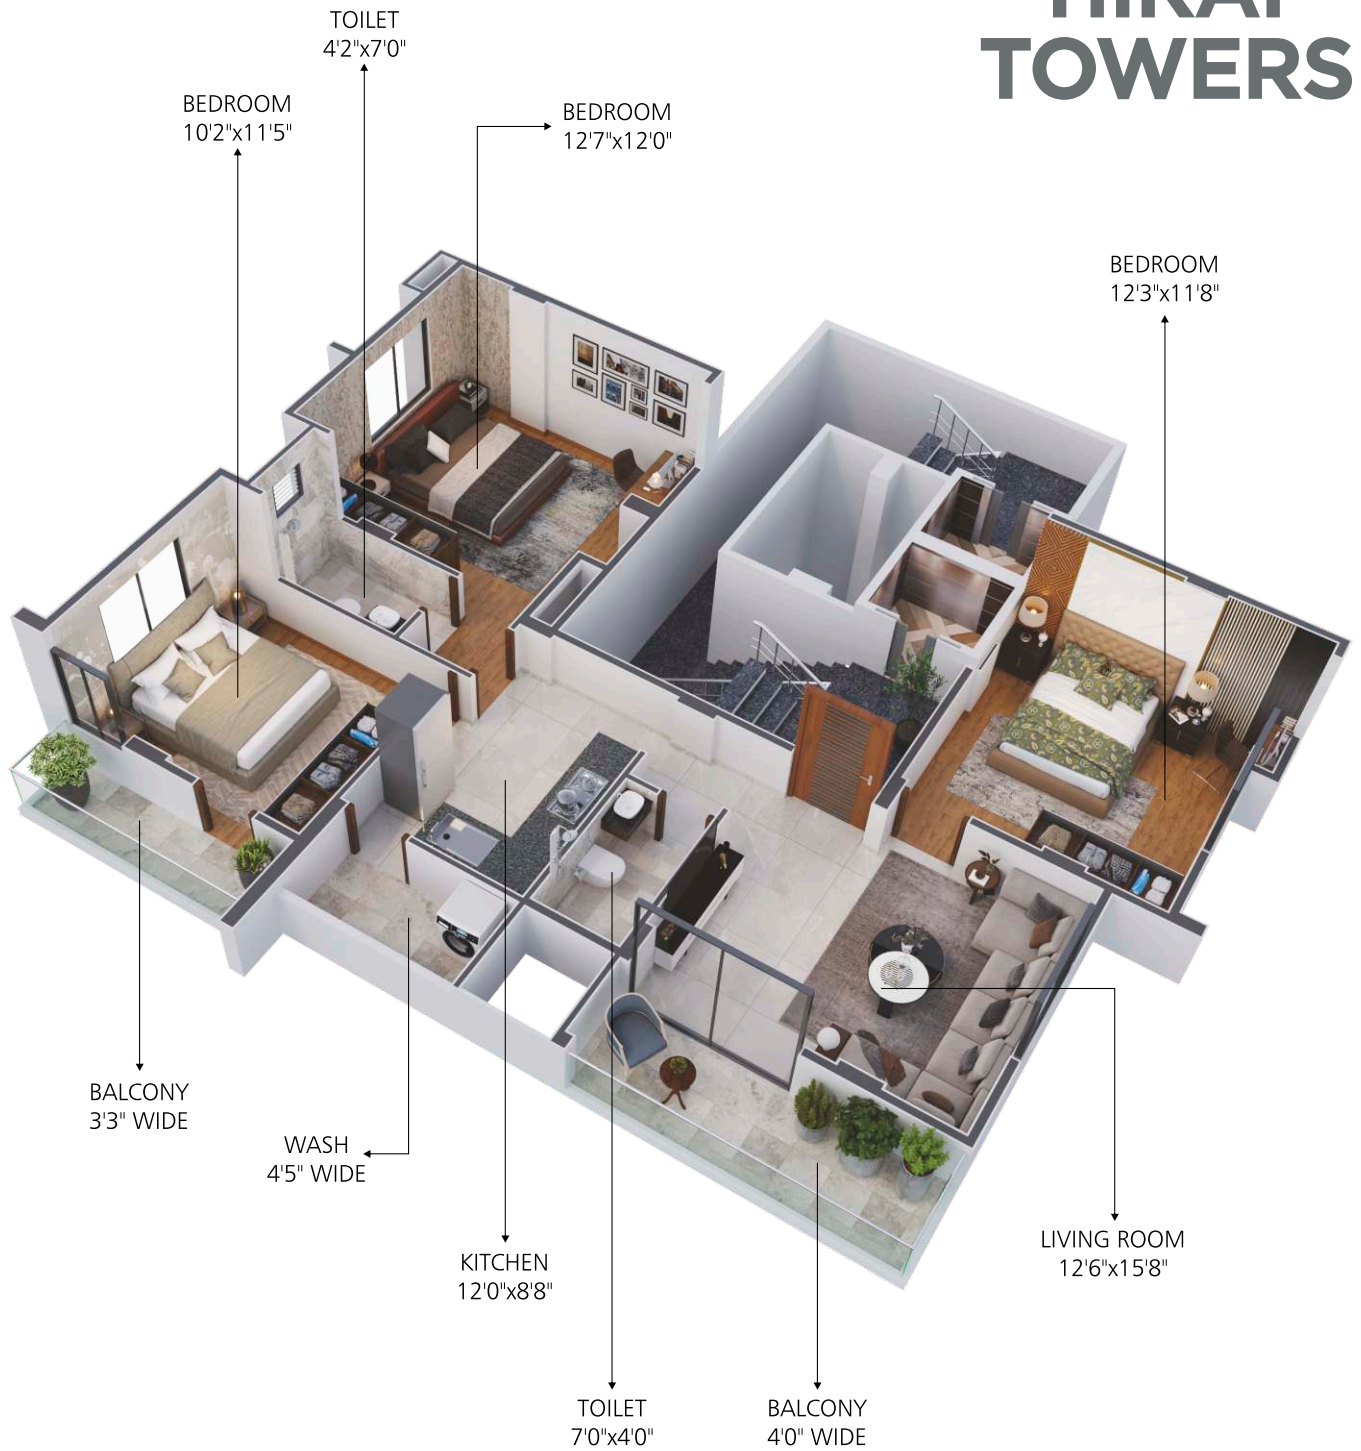 TOWERS
TOILET
4'2"x7'0"
BEDROOM
10'2"x11'5"
BEDROOM
12'7"x12'0"
BEDROOM
12'3"x11'8"
BALCONY
3'3" WIDE
WASH
4'5" WIDE
KITCHEN
12'0"x8'8"
LIVING ROOM
12'6"x15'8"
TOILET
7'0"x4'0"
BALCONY
4'0" WIDE